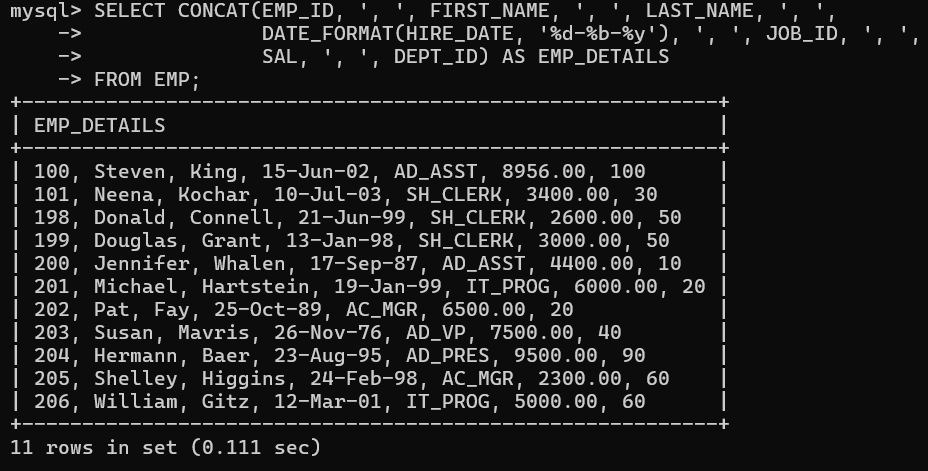 mysql> SELECT CONCAT(EMP_ID, ', ', FIRST_NAME, ', ', LAST_NAME, ', ',
    ->               DATE_FORMAT(HIRE_DATE, '%d-%b-%y'), ', ', JOB_ID, ', ',
    ->               SAL, ', ', DEPT_ID) AS EMP_DETAILS
    -> FROM EMP;
+----------------------------------------------------------+
| EMP_DETAILS                                              |
+----------------------------------------------------------+
| 100, Steven, King, 15-Jun-02, AD_ASST, 8956.00, 100      |
| 101, Neena, Kochar, 10-Jul-03, SH_CLERK, 3400.00, 30     |
| 198, Donald, Connell, 21-Jun-99, SH_CLERK, 2600.00, 50   |
| 199, Douglas, Grant, 13-Jan-98, SH_CLERK, 3000.00, 50    |
| 200, Jennifer, Whalen, 17-Sep-87, AD_ASST, 4400.00, 10   |
| 201, Michael, Hartstein, 19-Jan-99, IT_PROG, 6000.00, 20 |
| 202, Pat, Fay, 25-Oct-89, AC_MGR, 6500.00, 20            |
| 203, Susan, Mavris, 26-Nov-76, AD_VP, 7500.00, 40        |
| 204, Hermann, Baer, 23-Aug-95, AD_PRES, 9500.00, 90      |
| 205, Shelley, Higgins, 24-Feb-98, AC_MGR, 2300.00, 60    |
| 206, William, Gitz, 12-Mar-01, IT_PROG, 5000.00, 60      |
+----------------------------------------------------------+
11 rows in set (0.111 sec)